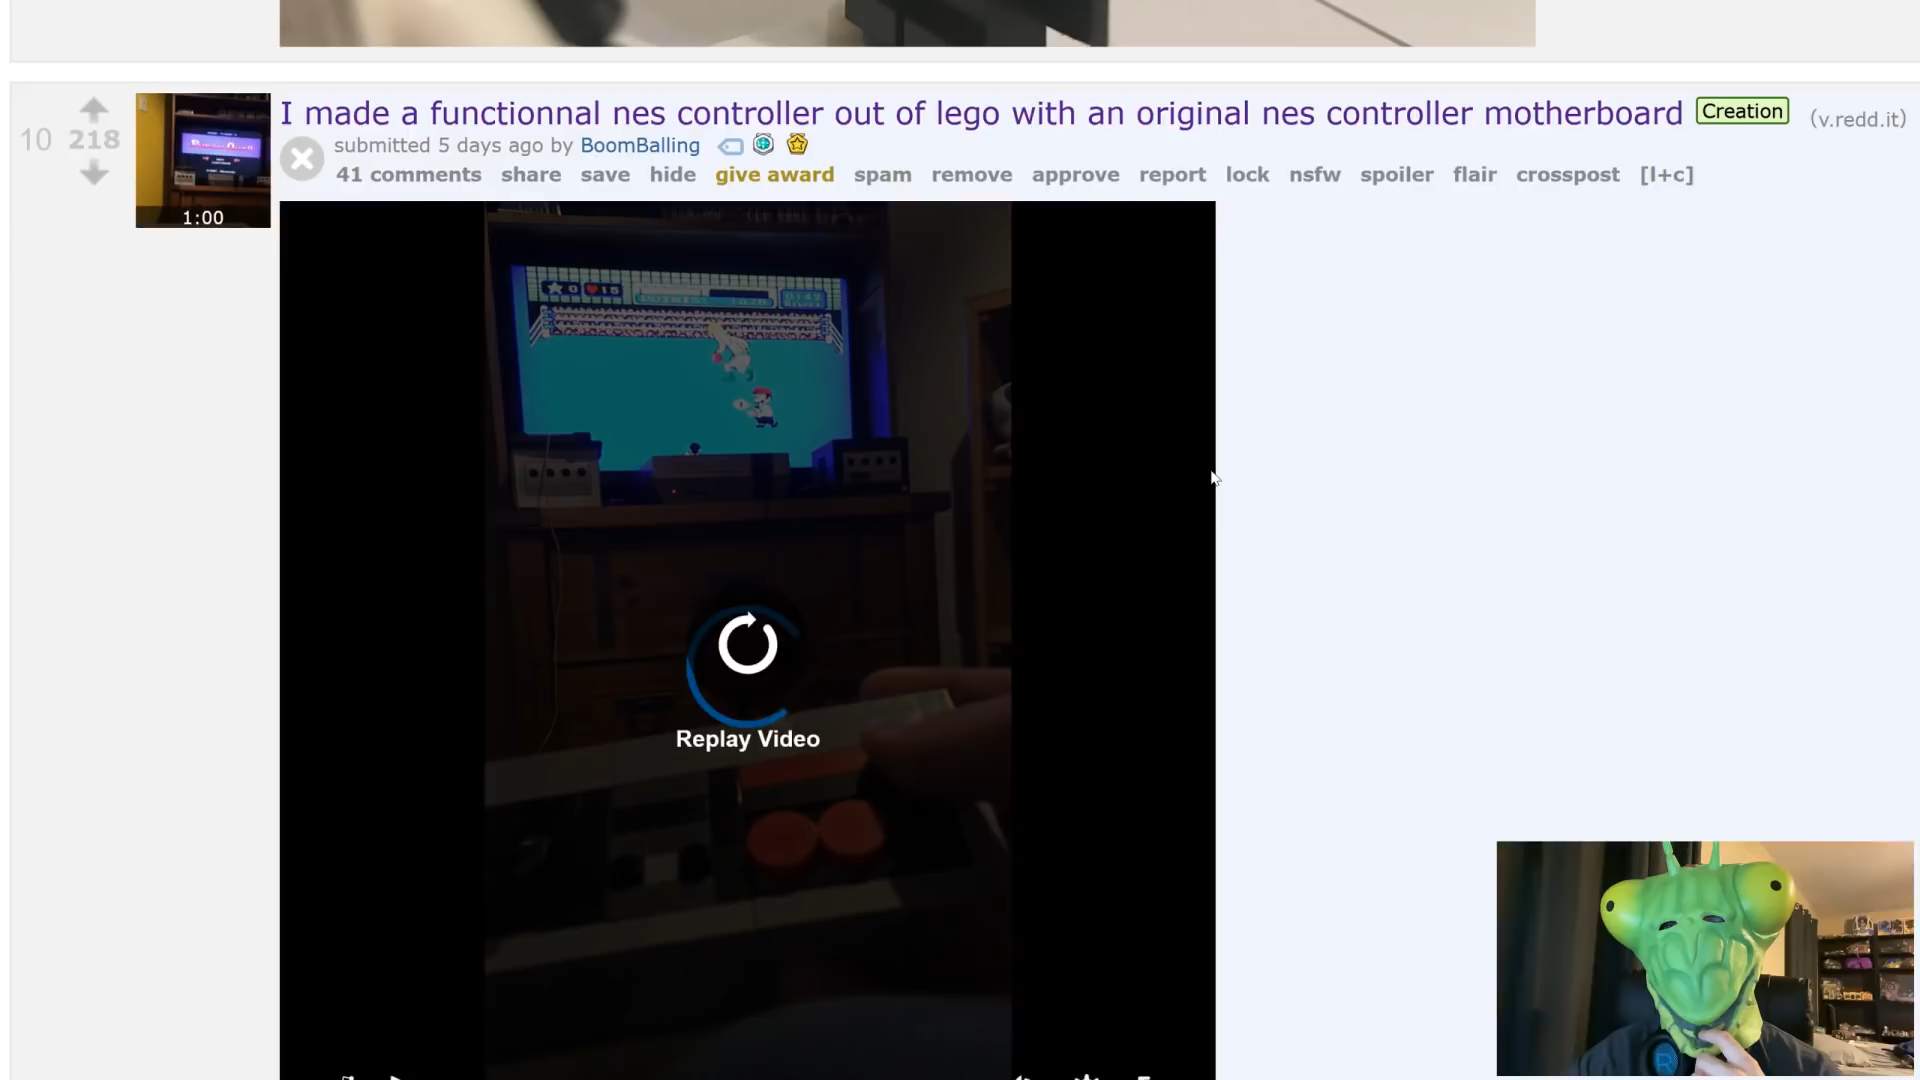 I made a functionnal nes controller out of lego with an original nes controller motherboard Creation (v.redd.it)
10 218
submitted 5 days ago by BoomBalling
41 comments share save hide give award spam remove approve report lock nsfw spoiler flair crosspost [l+c]
1:00
0 15
Replay Video